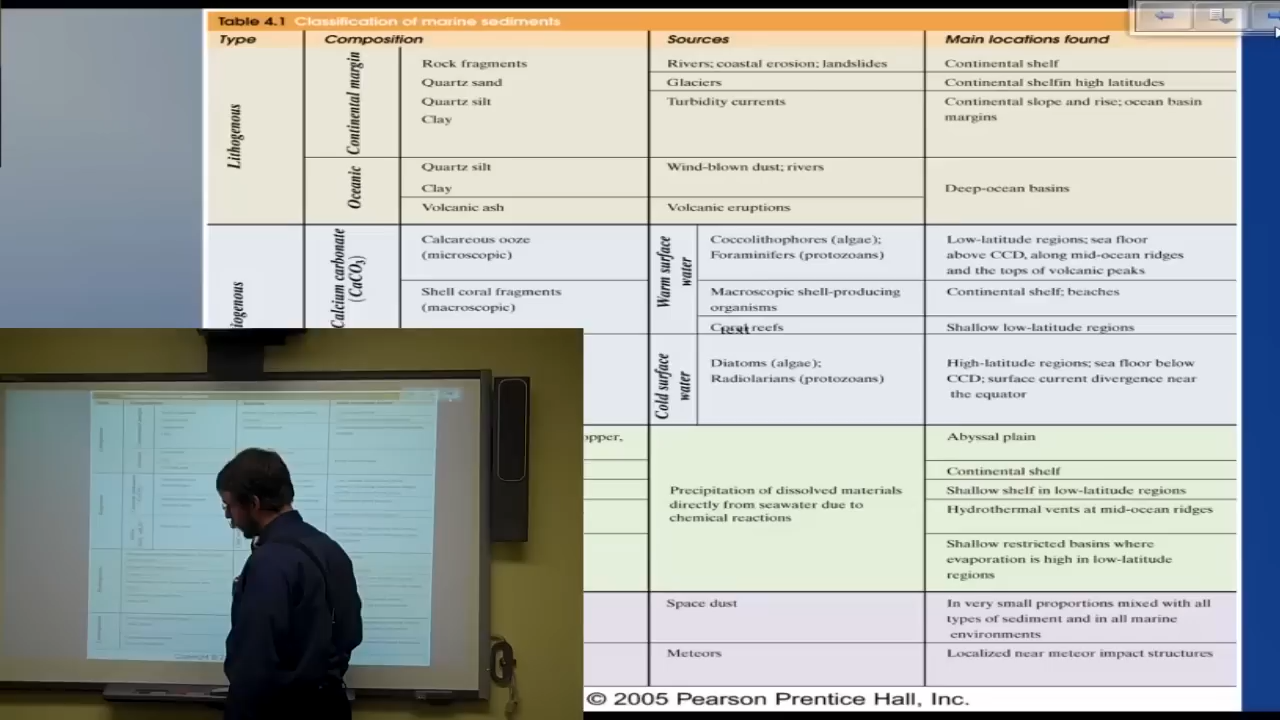 Table 4.1 Classification of marine sediments
Type Composition Sources Main locations found
Lithogenous
Continental margin
Rock fragments
Quartz sand
Quartz silt
Clay
Rivers; coastal erosion; landslides
Glaciers
Turbidity currents
Continental shelf
Continental shelfin high latitudes
Continental slope and rise; ocean basin
margins
Oceanic
Quartz silt
Clay
Volcanic ash
Wind-blown dust; rivers
Volcanic eruptions
Deep-ocean basins
iogenous
Calcium carbonate
(CaCO₃)
Calcareous ooze
(microscopic)
Shell coral fragments
(macroscopic)
Warm surface
water
Coccolithophores (algae);
Foraminifers (protozoans)
Macroscopic shell-producing
organisms
Coral reefs
text
Low-latitude regions; sea floor
above CCD, along mid-ocean ridges
and the tops of volcanic peaks
Continental shelf; beaches
Shallow low-latitude regions
Cold surface
water
Diatoms (algae);
Radiolarians (protozoans)
High-latitude regions; sea floor below
CCD; surface current divergence near
the equator
opper,
Precipitation of dissolved materials
directly from seawater due to
chemical reactions
Abyssal plain
Continental shelf
Shallow shelf in low-latitude regions
Hydrothermal vents at mid-ocean ridges
Shallow restricted basins where
evaporation is high in low-latitude
regions
Space dust
In very small proportions mixed with all
types of sediment and in all marine
environments
Meteors
Localized near meteor impact structures
© 2005 Pearson Prentice Hall, Inc.